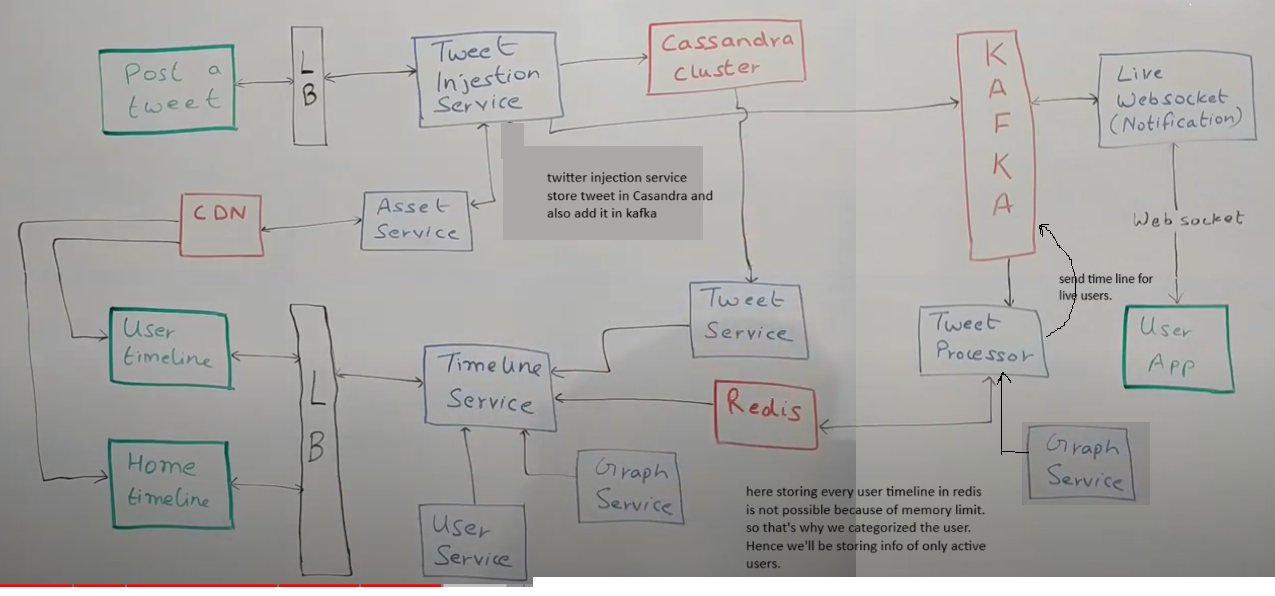 Post a
tweet
L
B
Tweet
Injestion
Service
Cassandra
Cluster
K
A
F
K
A
Live
Websocket
(Notification)
twitter injection service
store tweet in Casandra and
also add it in kafka
CDN
Asset
Service
Web socket
send time line for
live users.
User
timeline
L
B
Timeline
Service
Tweet
Service
Tweet
Processor
User
App
Redis
Home
timeline
Graph
Service
Graph
Service
User
Service
here storing every user timeline in redis
is not possible because of memory limit.
so that's why we categorized the user.
Hence we'll be storing info of only active
users.